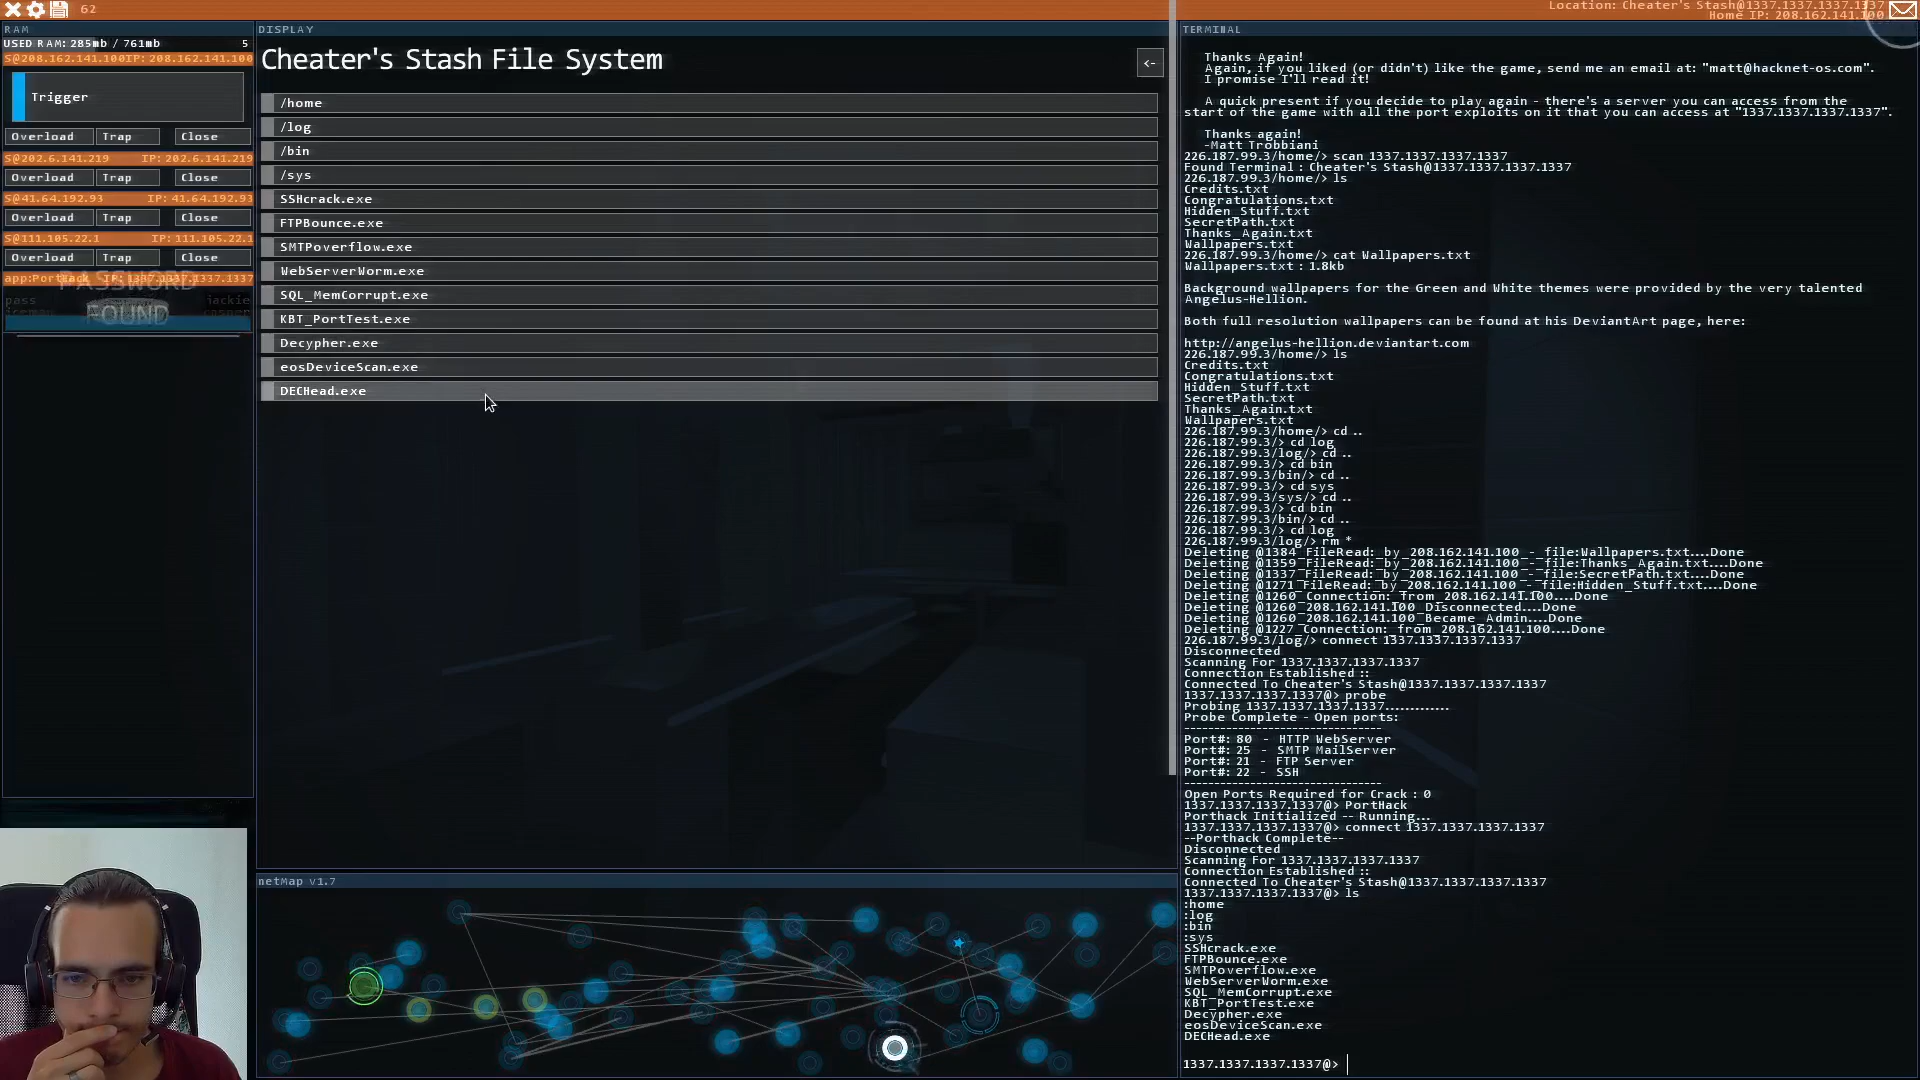 62
Location: Cheater's Stash@1337.1337.1337.1337
Home IP: 208.162.141.100
RAM
USED RAM: 285mb / 761mb 5
S@208.162.141.100 IP: 208.162.141.100
Trigger
Overload Trap Close
S@202.6.141.219 IP: 202.6.141.219
Overload Trap Close
S@41.64.192.93 IP: 41.64.192.93
Overload Trap Close
S@111.105.22.1 IP: 111.105.22.1
Overload Trap Close
app:PortHack IP: 1337.1337.1337.1337
PASSWORD
FOUND
pass jackie
DISPLAY
Cheater's Stash File System
<-
/home
/log
/bin
/sys
SSHcrack.exe
FTPBounce.exe
SMTPoverflow.exe
WebServerWorm.exe
SQL_MemCorrupt.exe
KBT_PortTest.exe
Decypher.exe
eosDeviceScan.exe
DECHead.exe
netMap v1.7
TERMINAL
Thanks Again!
Again, if you liked (or didn't) like the game, send me an email at: "matt@hacknet-os.com".
I promise I'll read it!
A quick present if you decide to play again - there's a server you can access from the
start of the game with all the port exploits on it that you can access at "1337.1337.1337.1337".
Thanks again!
-Matt Trobbiani
226.187.99.3/home/> scan 1337.1337.1337.1337
Found Terminal : Cheater's Stash@1337.1337.1337.1337
226.187.99.3/home/> ls
Credits.txt
Congratulations.txt
Hidden_Stuff.txt
SecretPath.txt
Thanks_Again.txt
Wallpapers.txt
226.187.99.3/home/> cat Wallpapers.txt
Wallpapers.txt : 1.8kb
Background wallpapers for the Green and White themes were provided by the very talented
Angelus-Hellion.
Both full resolution wallpapers can be found at his DeviantArt page, here:
http://angelus-hellion.deviantart.com
226.187.99.3/home/> ls
Credits.txt
Congratulations.txt
Hidden_Stuff.txt
SecretPath.txt
Thanks_Again.txt
Wallpapers.txt
226.187.99.3/home/> cd ..
226.187.99.3/> cd log
226.187.99.3/log/> cd ..
226.187.99.3/> cd bin
226.187.99.3/bin/> cd ..
226.187.99.3/> cd sys
226.187.99.3/sys/> cd ..
226.187.99.3/> cd bin
226.187.99.3/bin/> cd ..
226.187.99.3/> cd log
226.187.99.3/log/> rm *
Deleting @1384_FileRead:_by_208.162.141.100_-_file:Wallpapers.txt....Done
Deleting @1359_FileRead:_by_208.162.141.100_-_file:Thanks_Again.txt....Done
Deleting @1337_FileRead:_by_208.162.141.100_-_file:SecretPath.txt....Done
Deleting @1271_FileRead:_by_208.162.141.100_-_file:Hidden_Stuff.txt....Done
Deleting @1260_Connection:_from_208.162.141.100....Done
Deleting @1260_208.162.141.100_Disconnected....Done
Deleting @1260_208.162.141.100_Became_Admin....Done
Deleting @1227_Connection:_from_208.162.141.100....Done
226.187.99.3/log/> connect 1337.1337.1337.1337
Disconnected
Scanning For 1337.1337.1337.1337
Connection Established ::
Connected To Cheater's Stash@1337.1337.1337.1337
1337.1337.1337.1337@> probe
Probing 1337.1337.1337.1337.............
Probe Complete - Open ports:
---------------------------------
Port#: 80 - HTTP WebServer
Port#: 25 - SMTP MailServer
Port#: 21 - FTP Server
Port#: 22 - SSH
---------------------------------
Open Ports Required for Crack : 0
1337.1337.1337.1337@> PortHack
Porthack Initialized -- Running...
1337.1337.1337.1337@> connect 1337.1337.1337.1337
--Porthack Complete--
Disconnected
Scanning For 1337.1337.1337.1337
Connection Established ::
Connected To Cheater's Stash@1337.1337.1337.1337
1337.1337.1337.1337@> ls
:home
:log
:bin
:sys
SSHcrack.exe
FTPBounce.exe
SMTPoverflow.exe
WebServerWorm.exe
SQL_MemCorrupt.exe
KBT_PortTest.exe
Decypher.exe
eosDeviceScan.exe
DECHead.exe
1337.1337.1337.1337@>